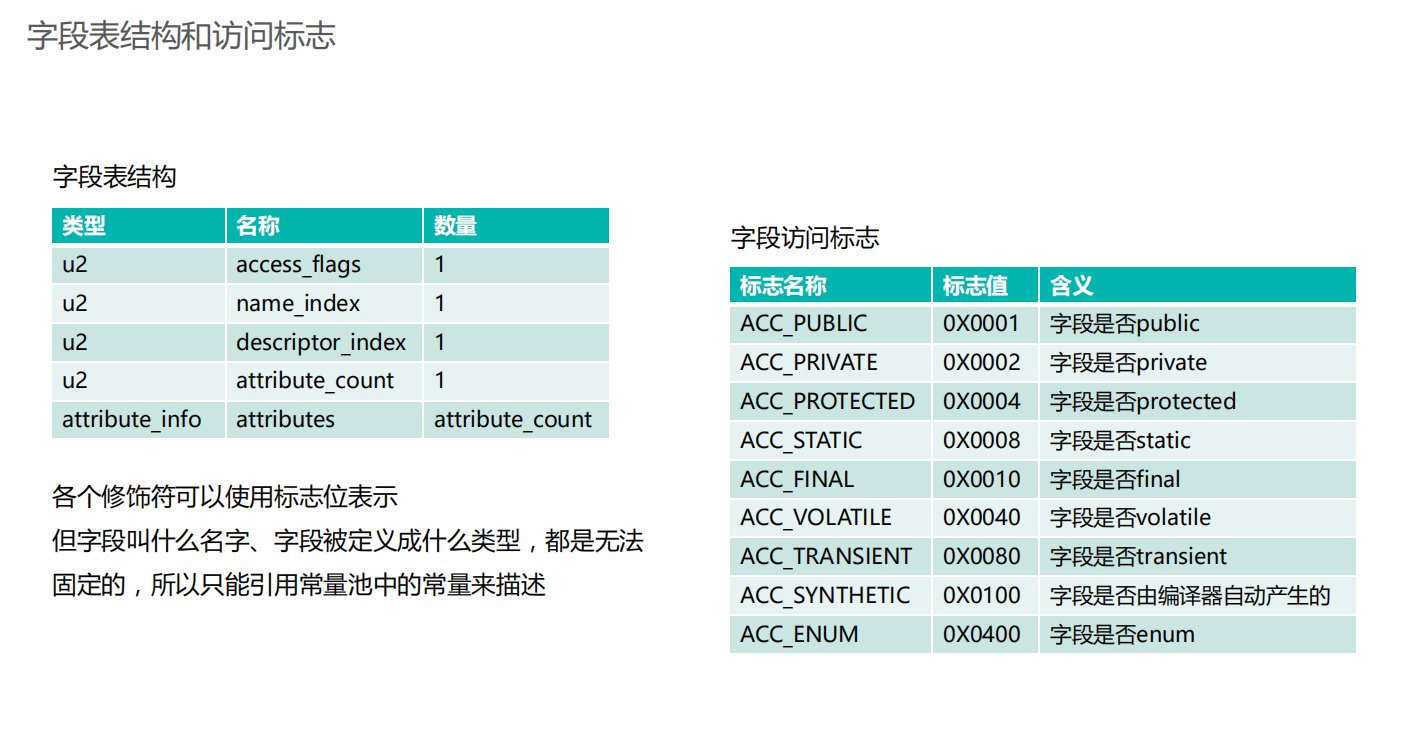 字段表结构和访问标志
字段表结构
类型 名称 数量
u2 access_flags 1
u2 name_index 1
u2 descriptor_index 1
u2 attribute_count 1
attribute_info attributes attribute_count
各个修饰符可以使用标志位表示
但字段叫什么名字、字段被定义成什么类型，都是无法
固定的，所以只能引用常量池中的常量来描述
字段访问标志
标志名称 标志值 含义
ACC_PUBLIC 0X0001 字段是否public
ACC_PRIVATE 0X0002 字段是否private
ACC_PROTECTED 0X0004 字段是否protected
ACC_STATIC 0X0008 字段是否static
ACC_FINAL 0X0010 字段是否final
ACC_VOLATILE 0X0040 字段是否volatile
ACC_TRANSIENT 0X0080 字段是否transient
ACC_SYNTHETIC 0X0100 字段是否由编译器自动产生的
ACC_ENUM 0X0400 字段是否enum